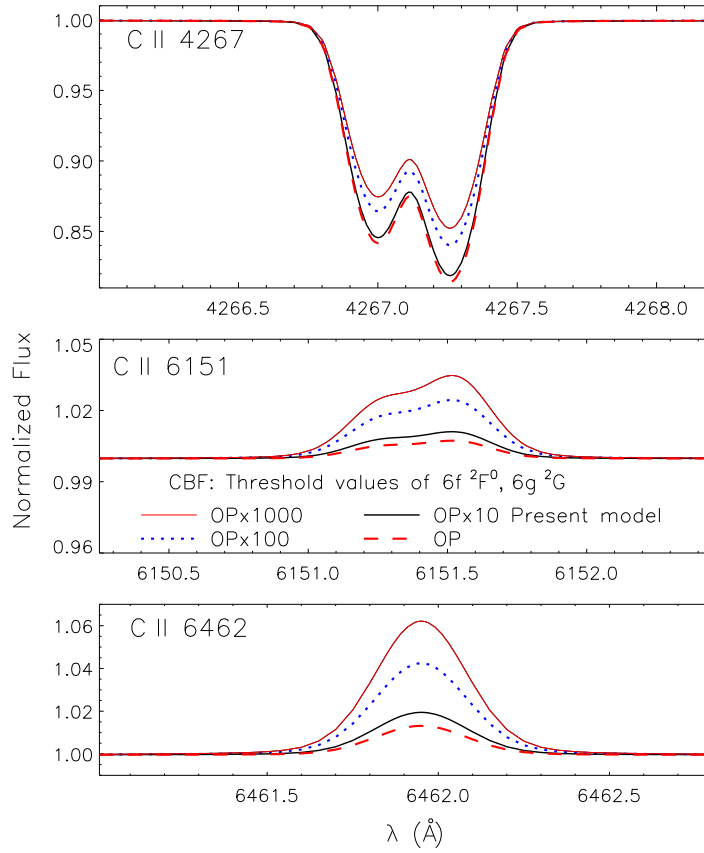 C II 4267
1.00
0.95
0.90
0.85
4266.5 4267.0 4267.5 4268.0
C II 6151
1.05
1.02
0.99
0.96
CBF: Threshold values of 6f ²F⁰, 6g ²G
OPx1000 OPx10 Present model
OPx100 OP
6150.5 6151.0 6151.5 6152.0
Normalized Flux
C II 6462
1.06
1.04
1.02
1.00
6461.5 6462.0 6462.5
λ (Å)